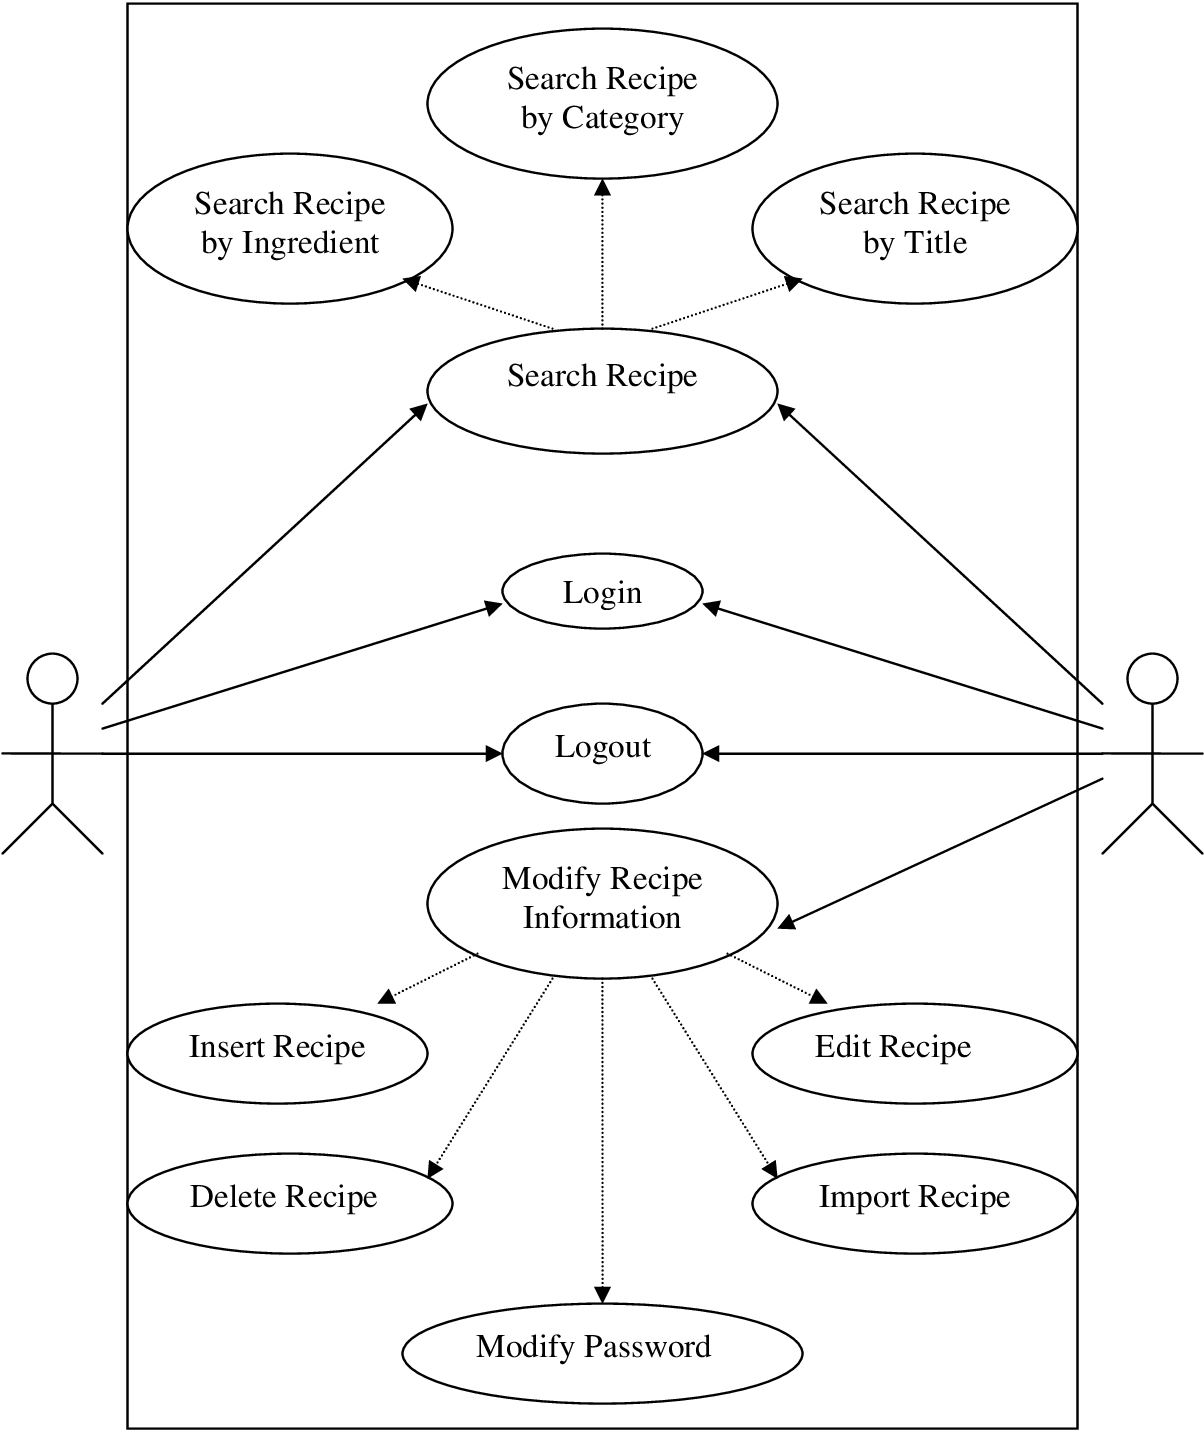 Search Recipe
by Category
Search Recipe
by Ingredient
Search Recipe
by Title
Search Recipe
Login
Logout
Modify Recipe
Information
Insert Recipe
Edit Recipe
Delete Recipe
Import Recipe
Modify Password